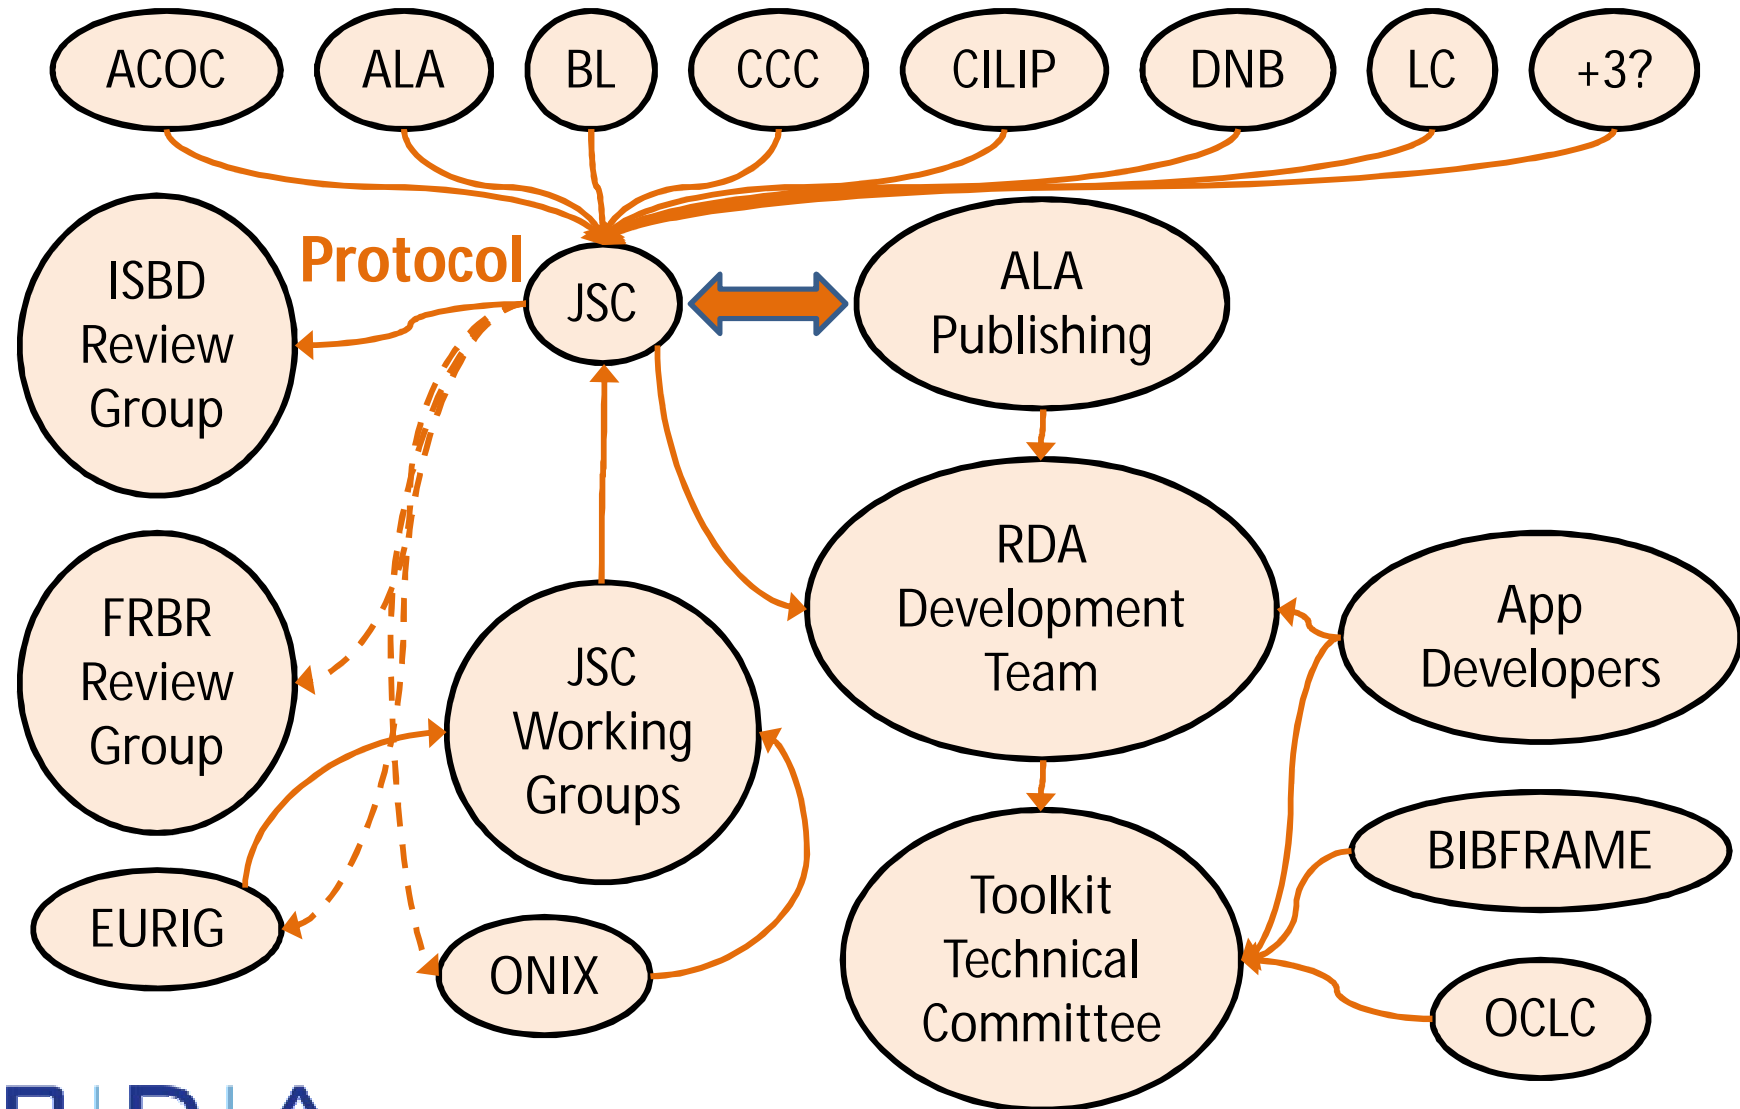 ACOC
ALA
BL
CCC
CILIP
DNB
LC
+3?
ISBD
Review
Group
Protocol
JSC
ALA
Publishing
RDA
Development
Team
FRBR
Review
Group
JSC
Working
Groups
App
Developers
BIBFRAME
EURIG
ONIX
Toolkit
Technical
Committee
OCLC
R|D|A